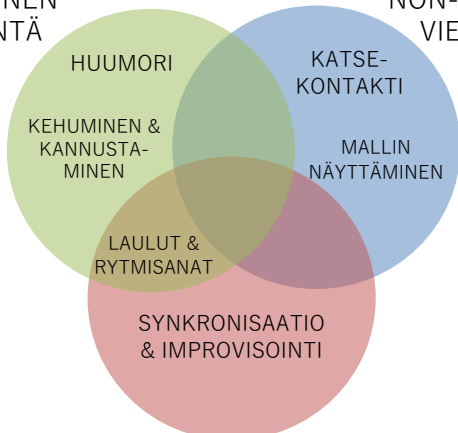 HUUMORI
KATSE-
KONTAKTI
KEHUMINEN &
KANNUSTA-
MINEN
MALLIN
NÄYTTÄMINEN
LAULUT &
RYTMISANAT
SYNKRONISAATIO
& IMPROVISOINTI